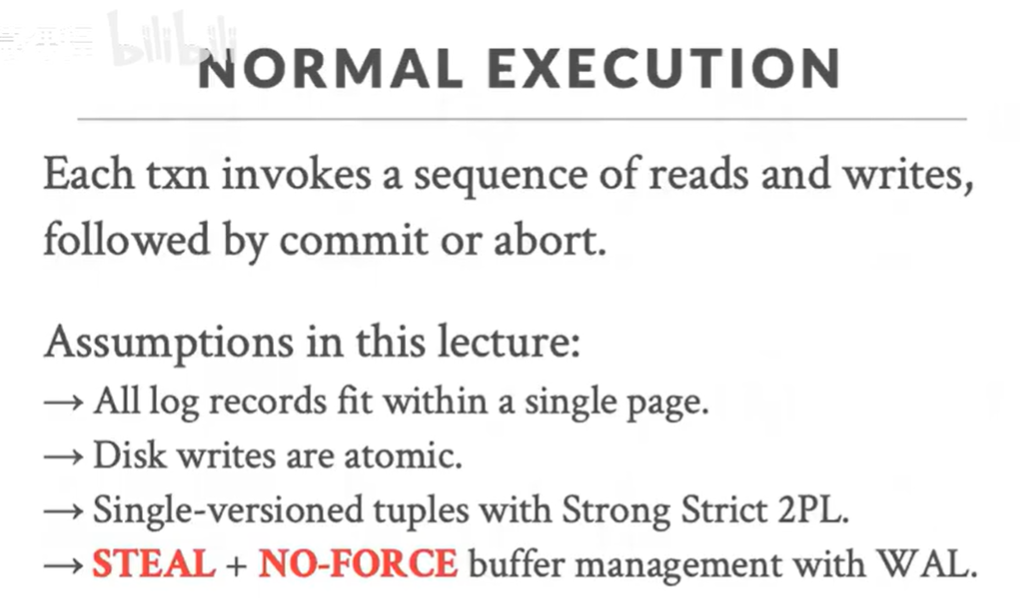 bilibili
NORMAL EXECUTION
Each txn invokes a sequence of reads and writes,
followed by commit or abort.
Assumptions in this lecture:
→ All log records fit within a single page.
→ Disk writes are atomic.
→ Single-versioned tuples with Strong Strict 2PL.
→ STEAL + NO-FORCE buffer management with WAL.